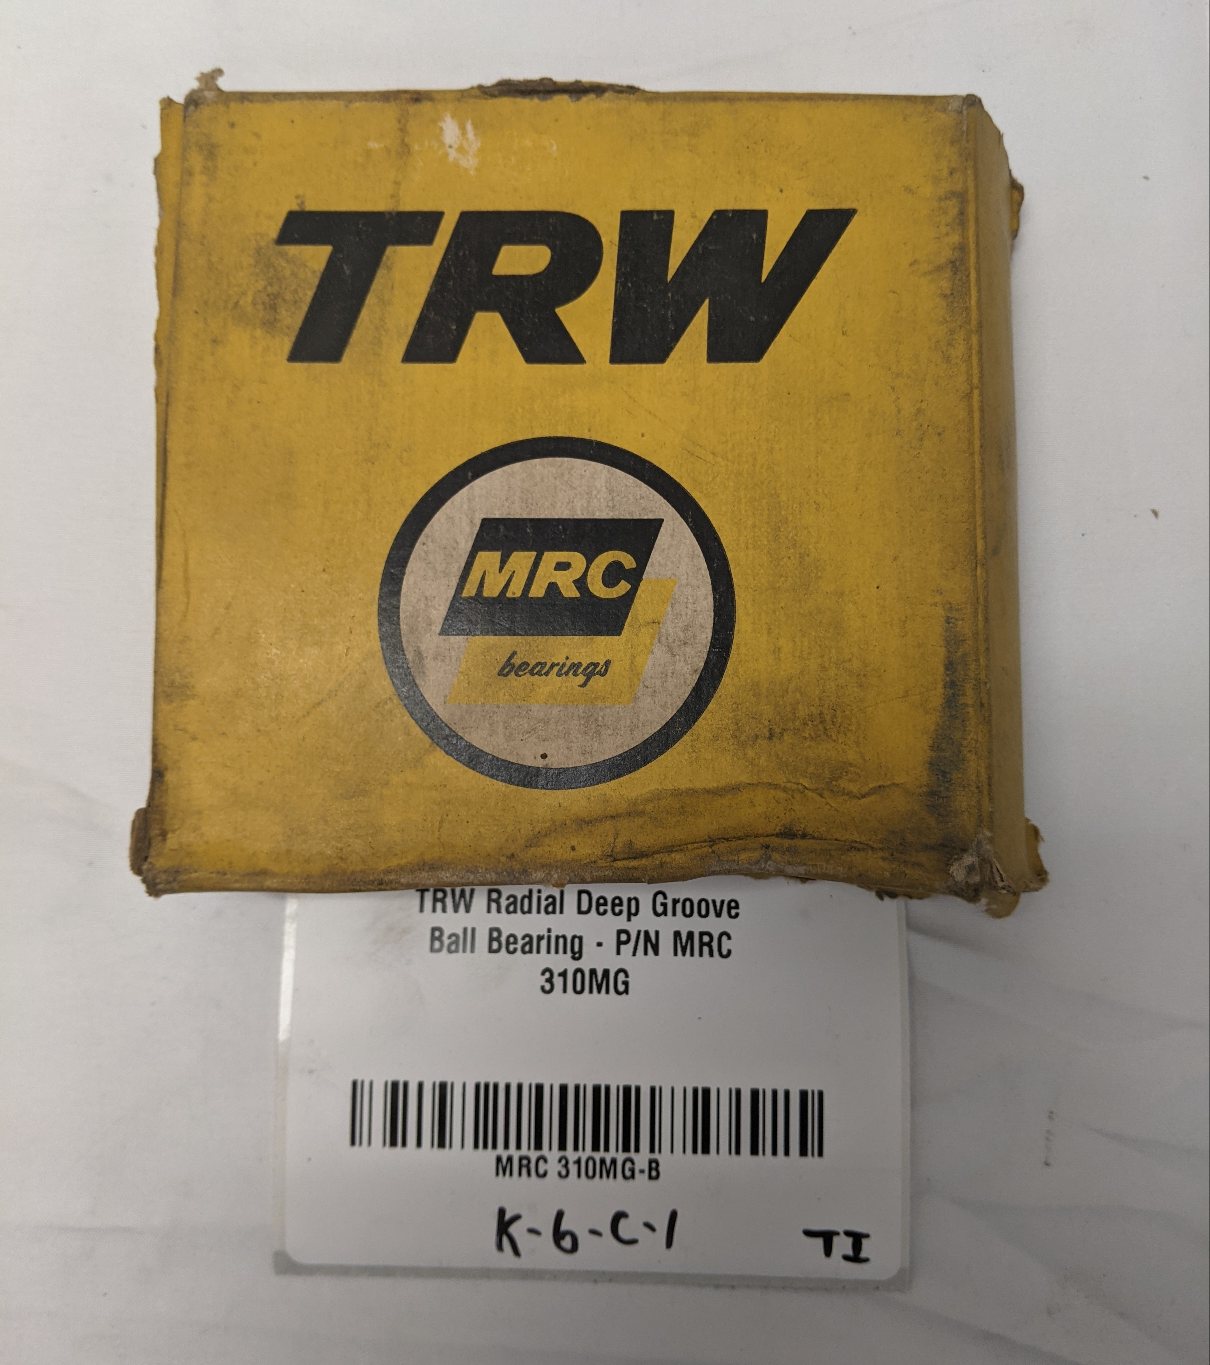 TRW
MRC
bearings
TRW Radial Deep Groove
Ball Bearing - P/N MRC
310MG
MRC 310MG-B
K-6-C-1
TI